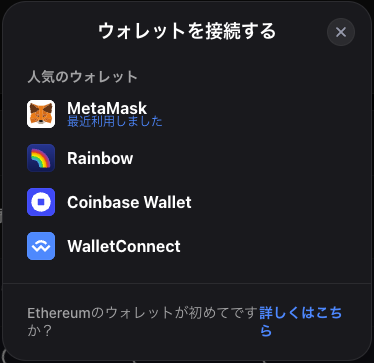 ウォレットを接続する
人気のウォレット
MetaMask
最近利用しました
Rainbow
Coinbase Wallet
WalletConnect
Ethereumのウォレットが初めてです
か？
詳しくはこち
ら